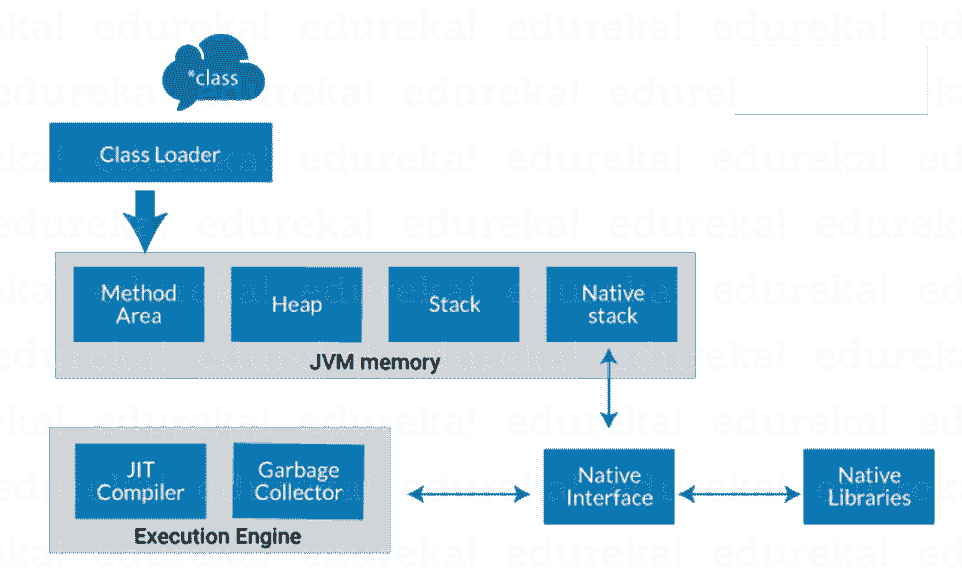 *class
Class Loader
Method
Area
Heap
Stack
Native
stack
JVM memory
JIT
Compiler
Garbage
Collector
Execution Engine
Native
Interface
Native
Libraries
edureka!